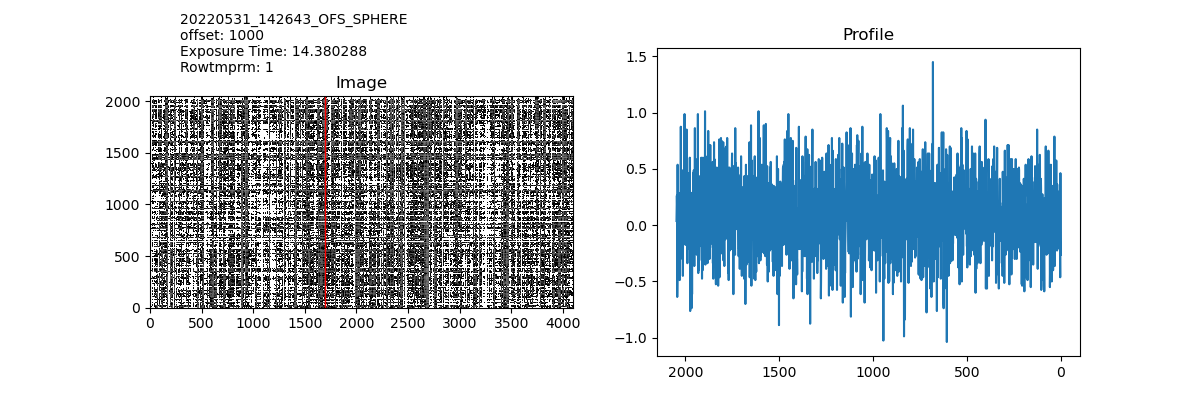 20220531_142643_OFS_SPHERE
offset: 1000
Exposure Time: 14.380288
Rowtmprm: 1
Image
2000
1500
1000
500
0
0 500 1000 1500 2000 2500 3000 3500 4000
Profile
1.5
1.0
0.5
0.0
−0.5
−1.0
2000 1500 1000 500 0